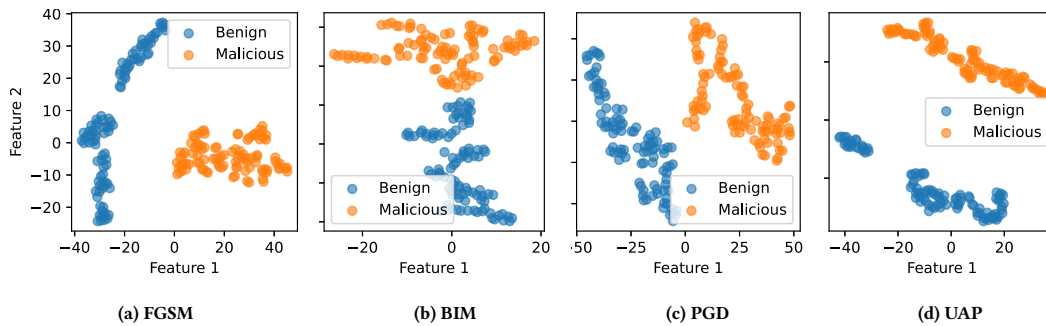 40
30
20
10
0
−10
−20
Feature 2
−40 −20 0 20 40
Feature 1
Benign
Malicious
(a) FGSM
−20 0 20
Feature 1
Benign
Malicious
(b) BIM
50 −25 0 25 50
Feature 1
Benign
Malicious
(c) PGD
−40 −20 0 20
Feature 1
Benign
Malicious
(d) UAP